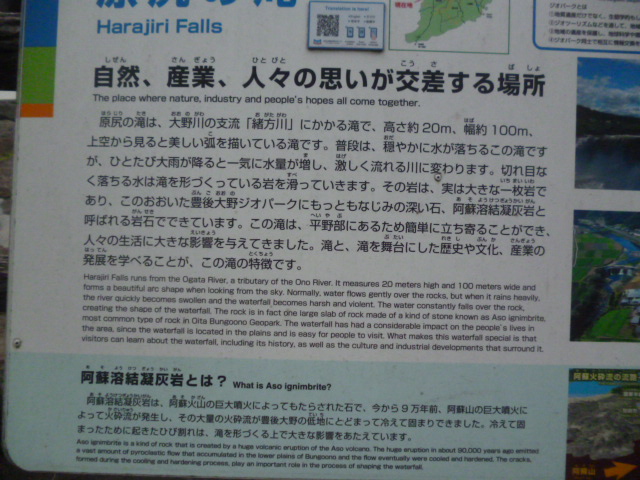 Harajiri Falls
自然、産業、人々の思いが交差する場所
The place where nature, industry and people's hopes all come together.
原尻の滝は、大野川の支流「緒方川」にかかる滝で、高さ約20m、幅約100m、
上空から見ると美しい弧を描いている滝です。普段は、穏やかに水が落ちるこの滝です
が、ひとたび大雨が降ると一気に水量が増し、激しく流れる川に変わります。切れ目な
く落ちる水は滝を形づくっている岩を滑っていきます。その岩は、実は大きな一枚岩で
あり、このおおいた豊後大野ジオパークにもっともなじみの深い石、阿蘇溶結凝灰岩と
呼ばれる岩石でできています。この滝は、平野部にあるため簡単に立ち寄ることができ、
人々の生活に大きな影響を与えてきました。滝と、滝を舞台にした歴史や文化、産業の
発展を学べることが、この滝の特徴です。
Harajiri Falls runs from the Ogata River, a tributary of the Ono River. It measures 20 meters high and 100 meters wide and
forms a beautiful arc shape when looking from the sky. Normally, water flows gently over the rocks, but when it rains heavily,
the river quickly becomes swollen and the waterfall becomes harsh and violent. The water constantly falls over the rock,
creating the shape of the waterfall. The rock is in fact one large slab of rock made of a kind of stone known as Aso ignimbrite,
most common type of rock in Oita Bungoono Geopark. The waterfall has had a considerable impact on the people's lives in
the area, since the waterfall is located in the plains and is easy for people to visit. What makes this waterfall special is that
visitors can learn about the waterfall, including its history, as well as the culture and industrial developments that surround it.
阿蘇溶結凝灰岩とは? What is Aso ignimbrite?
阿蘇溶結凝灰岩は、阿蘇火山の巨大噴火によってもたらされた石で、今から9万年前、阿蘇山の巨大噴火に
よって火砕流が発生し、その大量の火砕流が豊後大野の低地にとどまって冷えて固まりできました。冷えて固
まったために起きたひび割れは、滝を形づくる上で大きな影響をあたえています。
Aso ignimbrite is a kind of rock that is created by a huge volcanic eruption of the Aso volcano. The huge eruption in about 90,000 years ago emitted
a vast amount of pyroclastic flow that accumulated in the lower plains of Bungoono and the flow eventually were cooled and hardened. The cracks,
formed during the cooling and hardening process, play an important role in the process of shaping the waterfall.
ジオパークとは
阿蘇火砕流の流